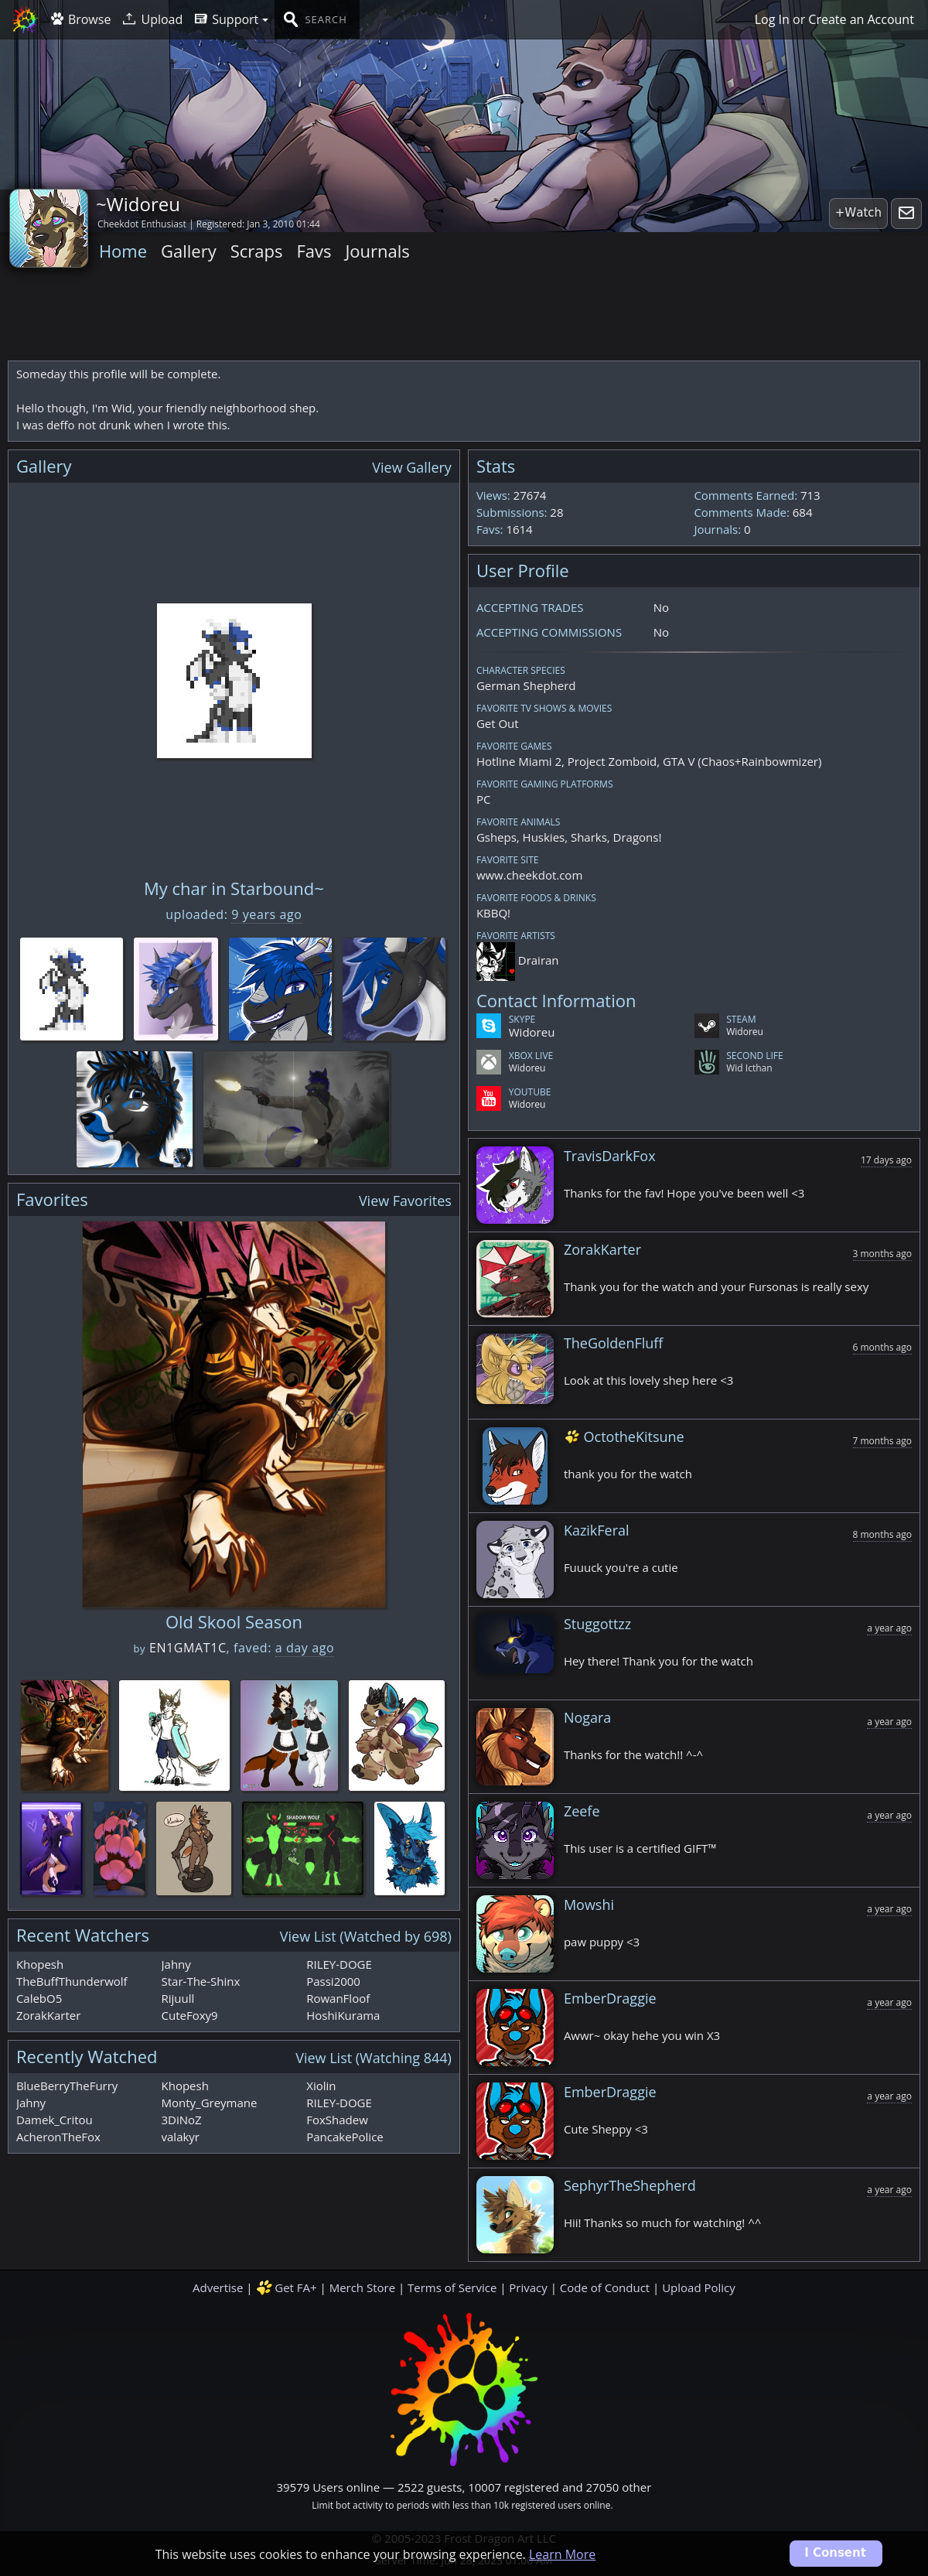 Browse Upload Support SEARCH Log In or Create an Account
~Widoreu
Cheekdot Enthusiast | Registered: Jan 3, 2010 01:44
+Watch
Home Gallery Scraps Favs Journals
Someday this profile will be complete.
Hello though, I'm Wid, your friendly neighborhood shep.
I was deffo not drunk when I wrote this.
Gallery View Gallery
My char in Starbound~
uploaded: 9 years ago
Favorites View Favorites
Old Skool Season
by EN1GMAT1C, faved: a day ago
SHADOW WOLF
Recent Watchers View List (Watched by 698)
Khopesh Jahny RILEY-DOGE
TheBuffThunderwolf Star-The-Shinx Passi2000
CalebO5 Rijuull RowanFloof
ZorakKarter CuteFoxy9 HoshiKurama
Recently Watched View List (Watching 844)
BlueBerryTheFurry Khopesh Xiolin
Jahny Monty_Greymane RILEY-DOGE
Damek_Critou 3DiNoZ FoxShadew
AcheronTheFox valakyr PancakePolice
Stats
Views: 27674 Comments Earned: 713
Submissions: 28 Comments Made: 684
Favs: 1614 Journals: 0
User Profile
ACCEPTING TRADES No
ACCEPTING COMMISSIONS No
CHARACTER SPECIES
German Shepherd
FAVORITE TV SHOWS & MOVIES
Get Out
FAVORITE GAMES
Hotline Miami 2, Project Zomboid, GTA V (Chaos+Rainbowmizer)
FAVORITE GAMING PLATFORMS
PC
FAVORITE ANIMALS
Gsheps, Huskies, Sharks, Dragons!
FAVORITE SITE
www.cheekdot.com
FAVORITE FOODS & DRINKS
KBBQ!
FAVORITE ARTISTS
Drairan
Contact Information
SKYPE STEAM
Widoreu Widoreu
XBOX LIVE SECOND LIFE
Widoreu Wid Icthan
YOUTUBE
Widoreu
TravisDarkFox 17 days ago
Thanks for the fav! Hope you've been well <3
ZorakKarter 3 months ago
Thank you for the watch and your Fursonas is really sexy
TheGoldenFluff 6 months ago
Look at this lovely shep here <3
OctotheKitsune 7 months ago
thank you for the watch
KazikFeral 8 months ago
Fuuuck you're a cutie
Stuggottzz a year ago
Hey there! Thank you for the watch
Nogara a year ago
Thanks for the watch!! ^-^
Zeefe a year ago
This user is a certified GIFT™
Mowshi a year ago
paw puppy <3
EmberDraggie a year ago
Awwr~ okay hehe you win X3
EmberDraggie a year ago
Cute Sheppy <3
SephyrTheShepherd a year ago
Hii! Thanks so much for watching! ^^
Advertise | Get FA+ | Merch Store | Terms of Service | Privacy | Code of Conduct | Upload Policy
39579 Users online — 2522 guests, 10007 registered and 27050 other
Limit bot activity to periods with less than 10k registered users online.
© 2005-2023 Frost Dragon Art LLC
This website uses cookies to enhance your browsing experience. Learn More
I Consent